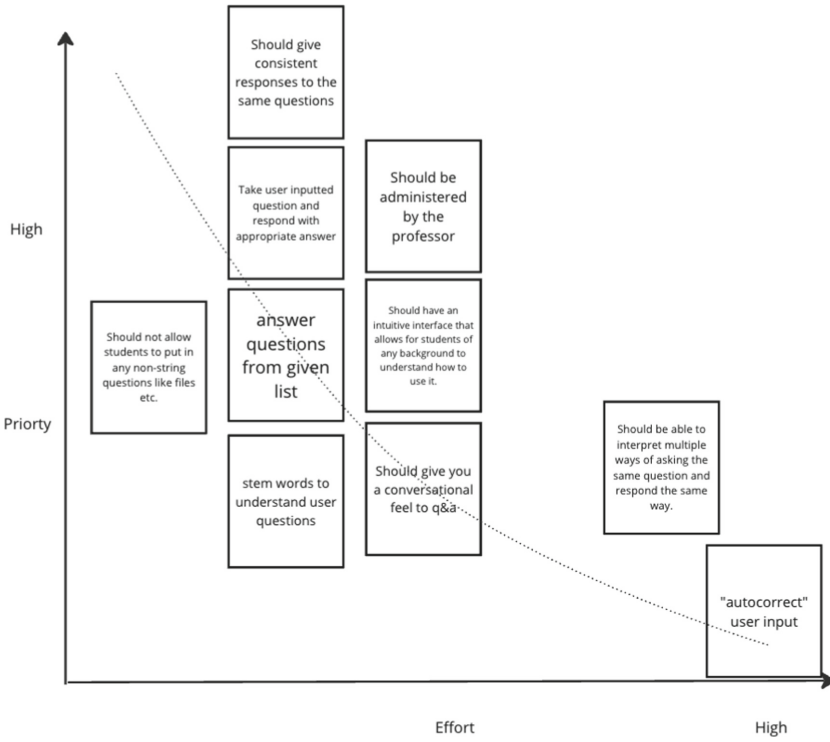 Should give
consistent
responses to the
same questions
Take user inputted
question and
respond with
appropriate answer
Should be
administered
by the
professor
High
Should not allow
students to put in
any non-string
questions like files
etc.
answer
questions
from given
list
Should have an
intuitive interface that
allows for students of
any background to
understand how to
use it.
Priorty
stem words to
understand user
questions
Should give you
a conversational
feel to q&a
Should be able to
interpret multiple
ways of asking the
same question and
respond the same
way.
"autocorrect"
user input
Effort
High